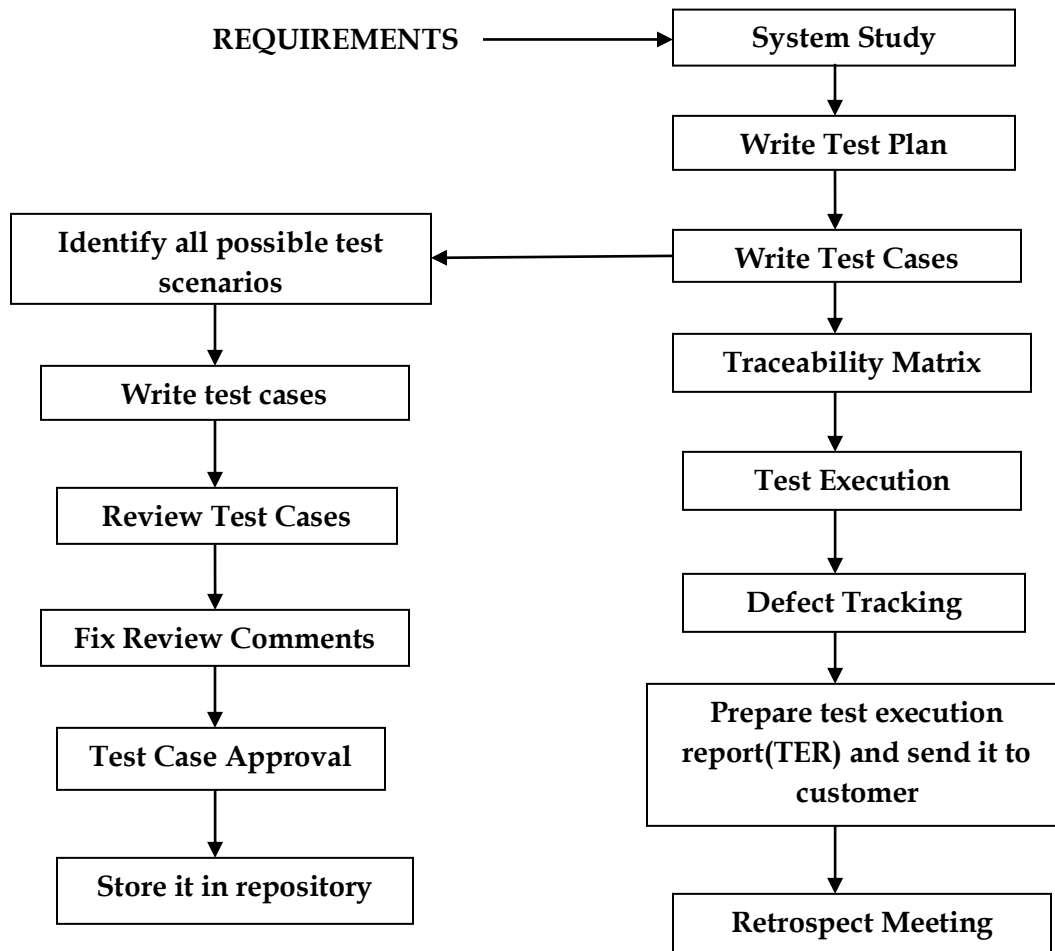 REQUIREMENTS
System Study
Write Test Plan
Write Test Cases
Identify all possible test
scenarios
Write test cases
Review Test Cases
Fix Review Comments
Test Case Approval
Store it in repository
Traceability Matrix
Test Execution
Defect Tracking
Prepare test execution
report(TER) and send it to
customer
Retrospect Meeting